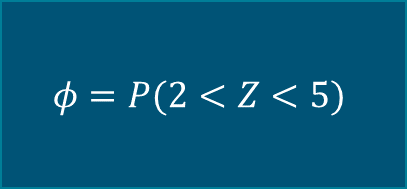 𝜙 = 𝑃(2 < 𝑍 < 5)